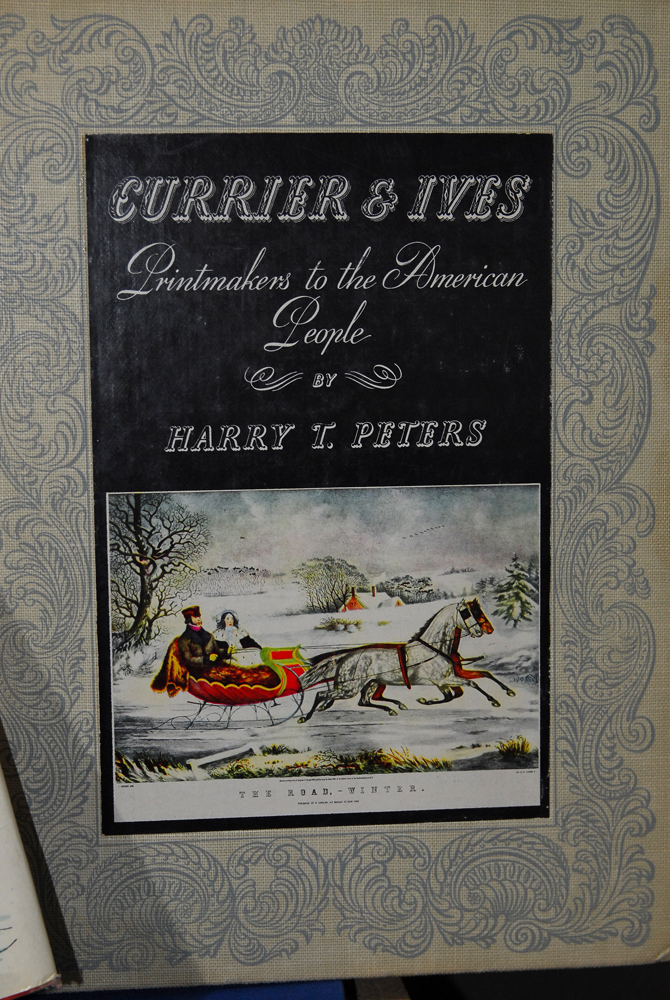 CURRIER & IVES
Printmakers to the American
People
BY
HARRY T. PETERS
THE ROAD,-WINTER.